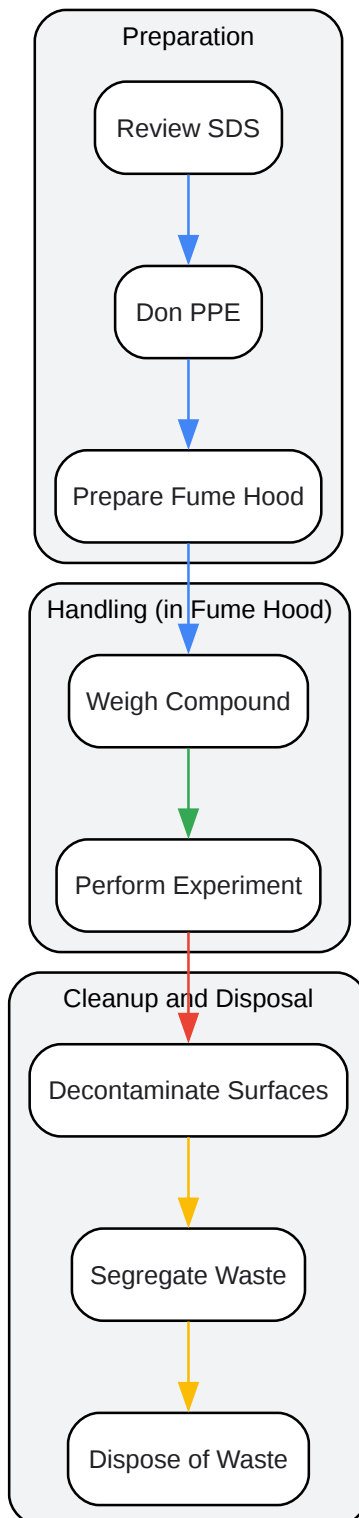 Preparation
Review SDS
Don PPE
Prepare Fume Hood
Handling (in Fume Hood)
Weigh Compound
Perform Experiment
Cleanup and Disposal
Decontaminate Surfaces
Segregate Waste
Dispose of Waste